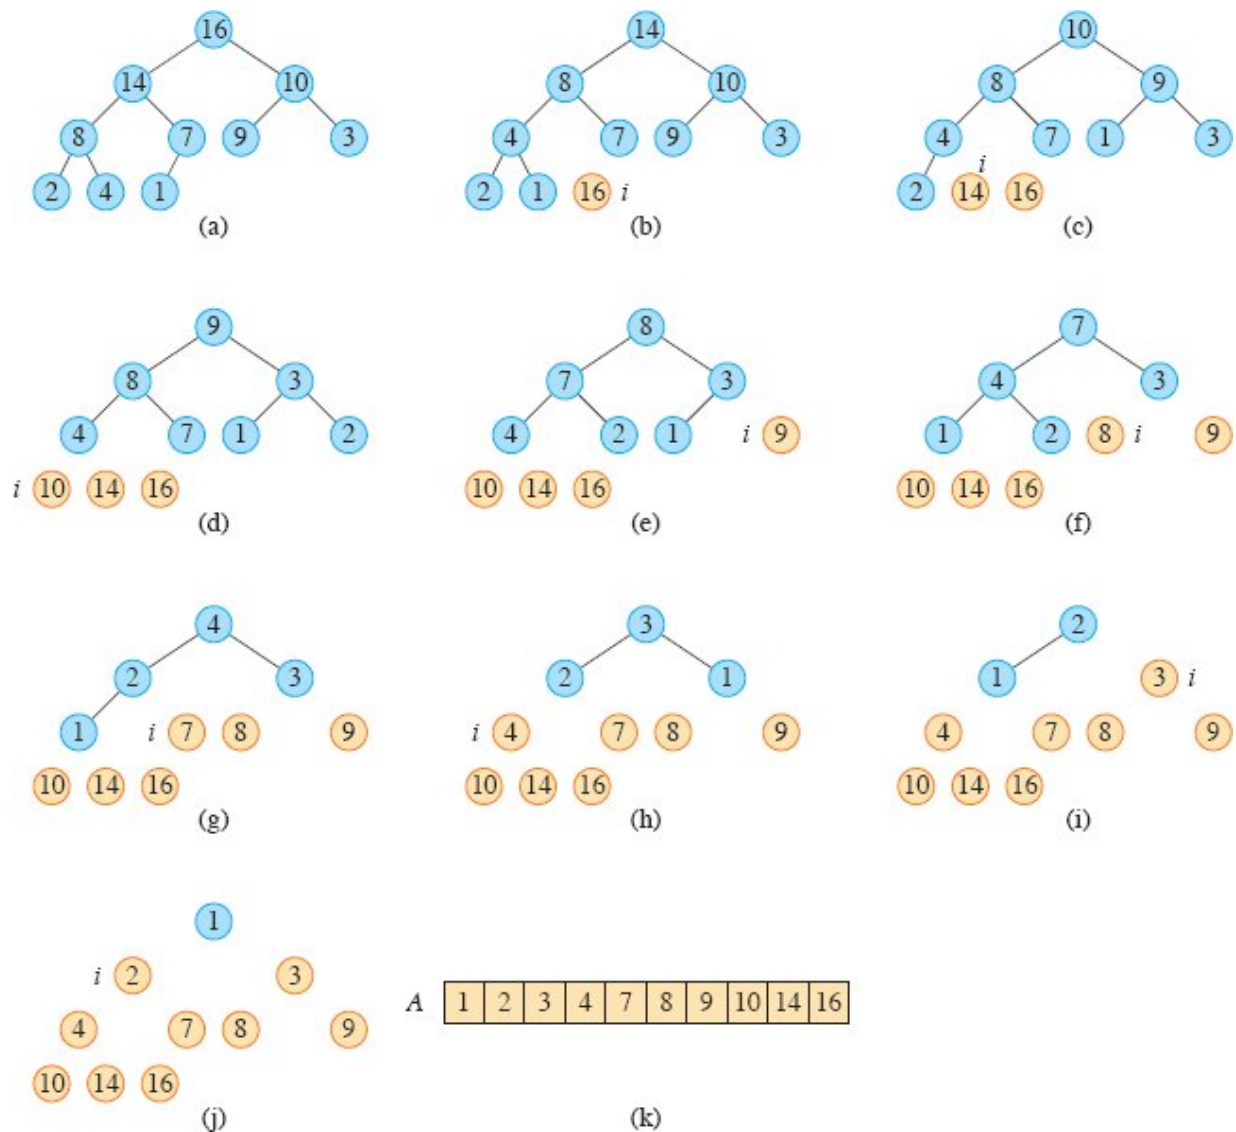 16 14 10
14 10 8 10 8 9
8 7 9 3 4 7 9 3 4 7 1 3
i
2 4 1 2 1 16 i 2 14 16
(a) (b) (c)
9 8 7
8 3 7 3 4 3
4 7 1 2 4 2 1 i 9 1 2 8 i 9
i 10 14 16 10 14 16 10 14 16
(d) (e) (f)
4 3 2
2 3 2 1 1 3 i
1 i 7 8 9 i 4 7 8 9 4 7 8 9
10 14 16 10 14 16 10 14 16
(g) (h) (i)
1
i 2 3
A 1 2 3 4 7 8 9 10 14 16
4 7 8 9
10 14 16
(j) (k)